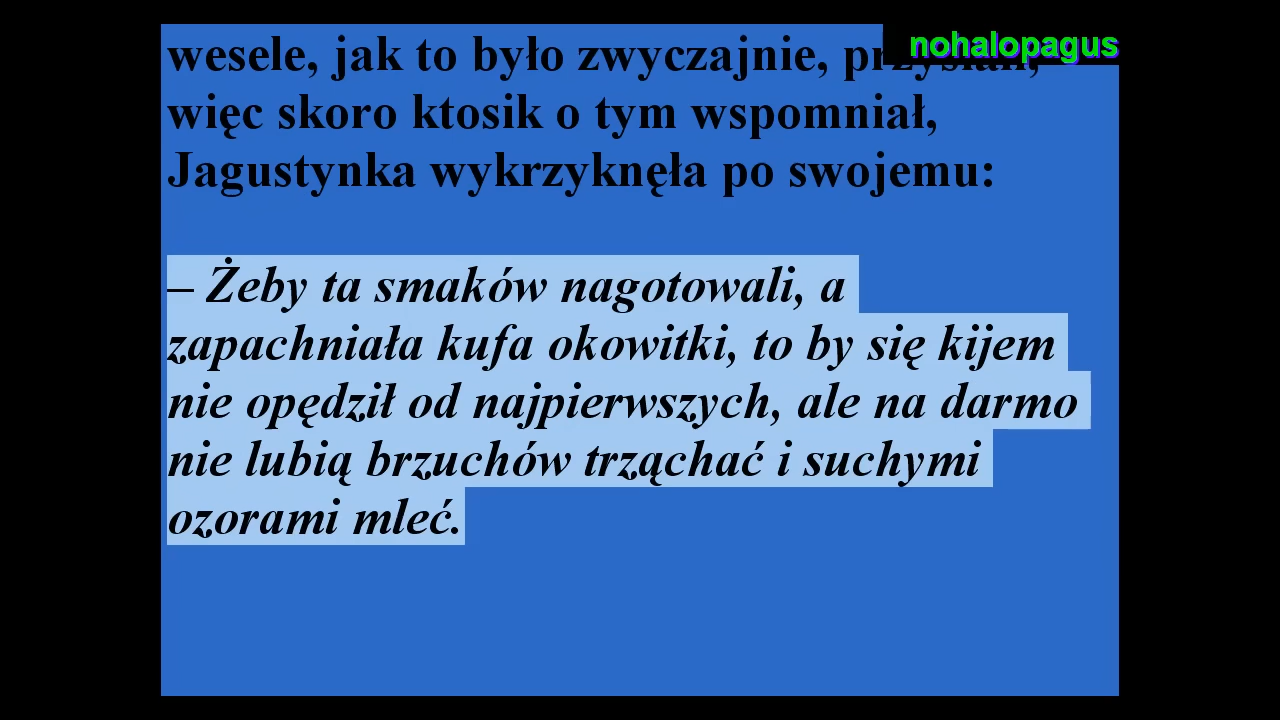 nohalopagus
wesele, jak to było zwyczajnie,
więc skoro ktosik o tym wspomniał,
Jagustynka wykrzyknęła po swojemu:
– Żeby ta smaków nagotowali, a
zapachniała kufa okowitki, to by się kijem
nie opędził od najpierwszych, ale na darmo
nie lubią brzuchów trząchać i suchymi
ozorami mleć.